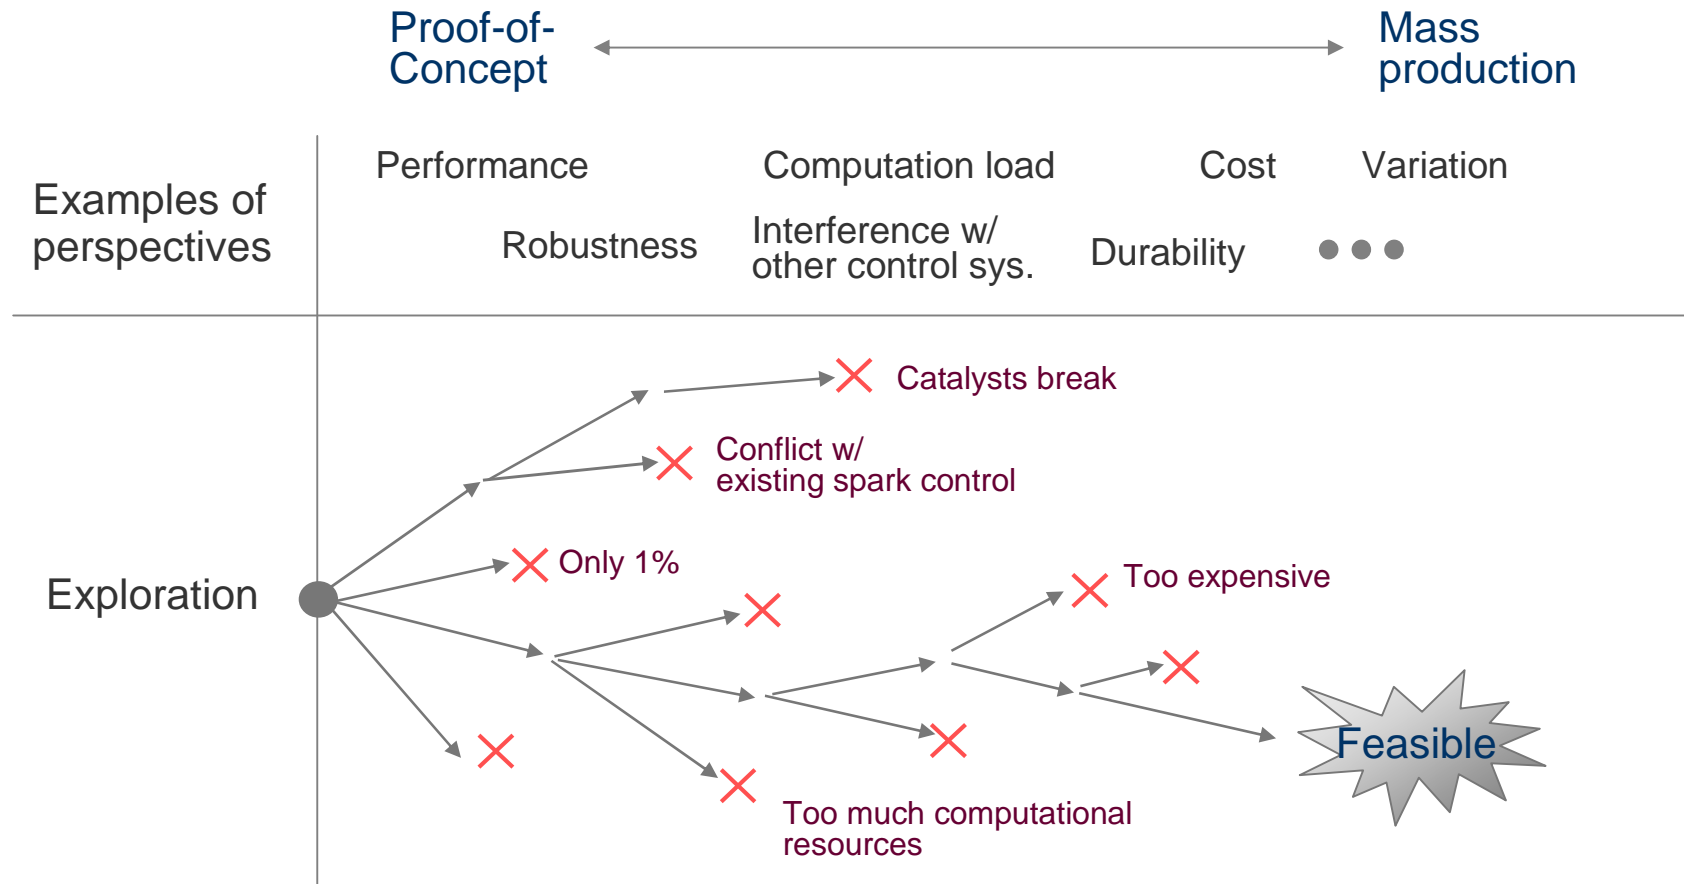 Proof-of-
Concept
Mass
production
Examples of
perspectives
Performance
Computation load
Cost
Variation
Robustness
Interference w/
other control sys.
Durability
Catalysts break
Conflict w/
existing spark control
Only 1%
Too expensive
Exploration
Feasible
Too much computational
resources